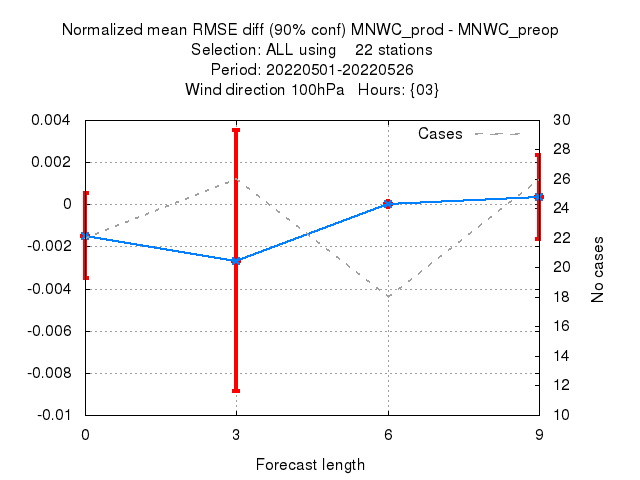 Normalized mean RMSE diff (90% conf) MNWC_prod - MNWC_preop
Selection: ALL using    22 stations
Period: 20220501-20220526
Wind direction 100hPa   Hours: {03}
Cases
0.004
0.002
0
-0.002
-0.004
-0.006
-0.008
-0.01
30
28
26
24
22
20
18
16
14
12
10
No cases
0 3 6 9
Forecast length